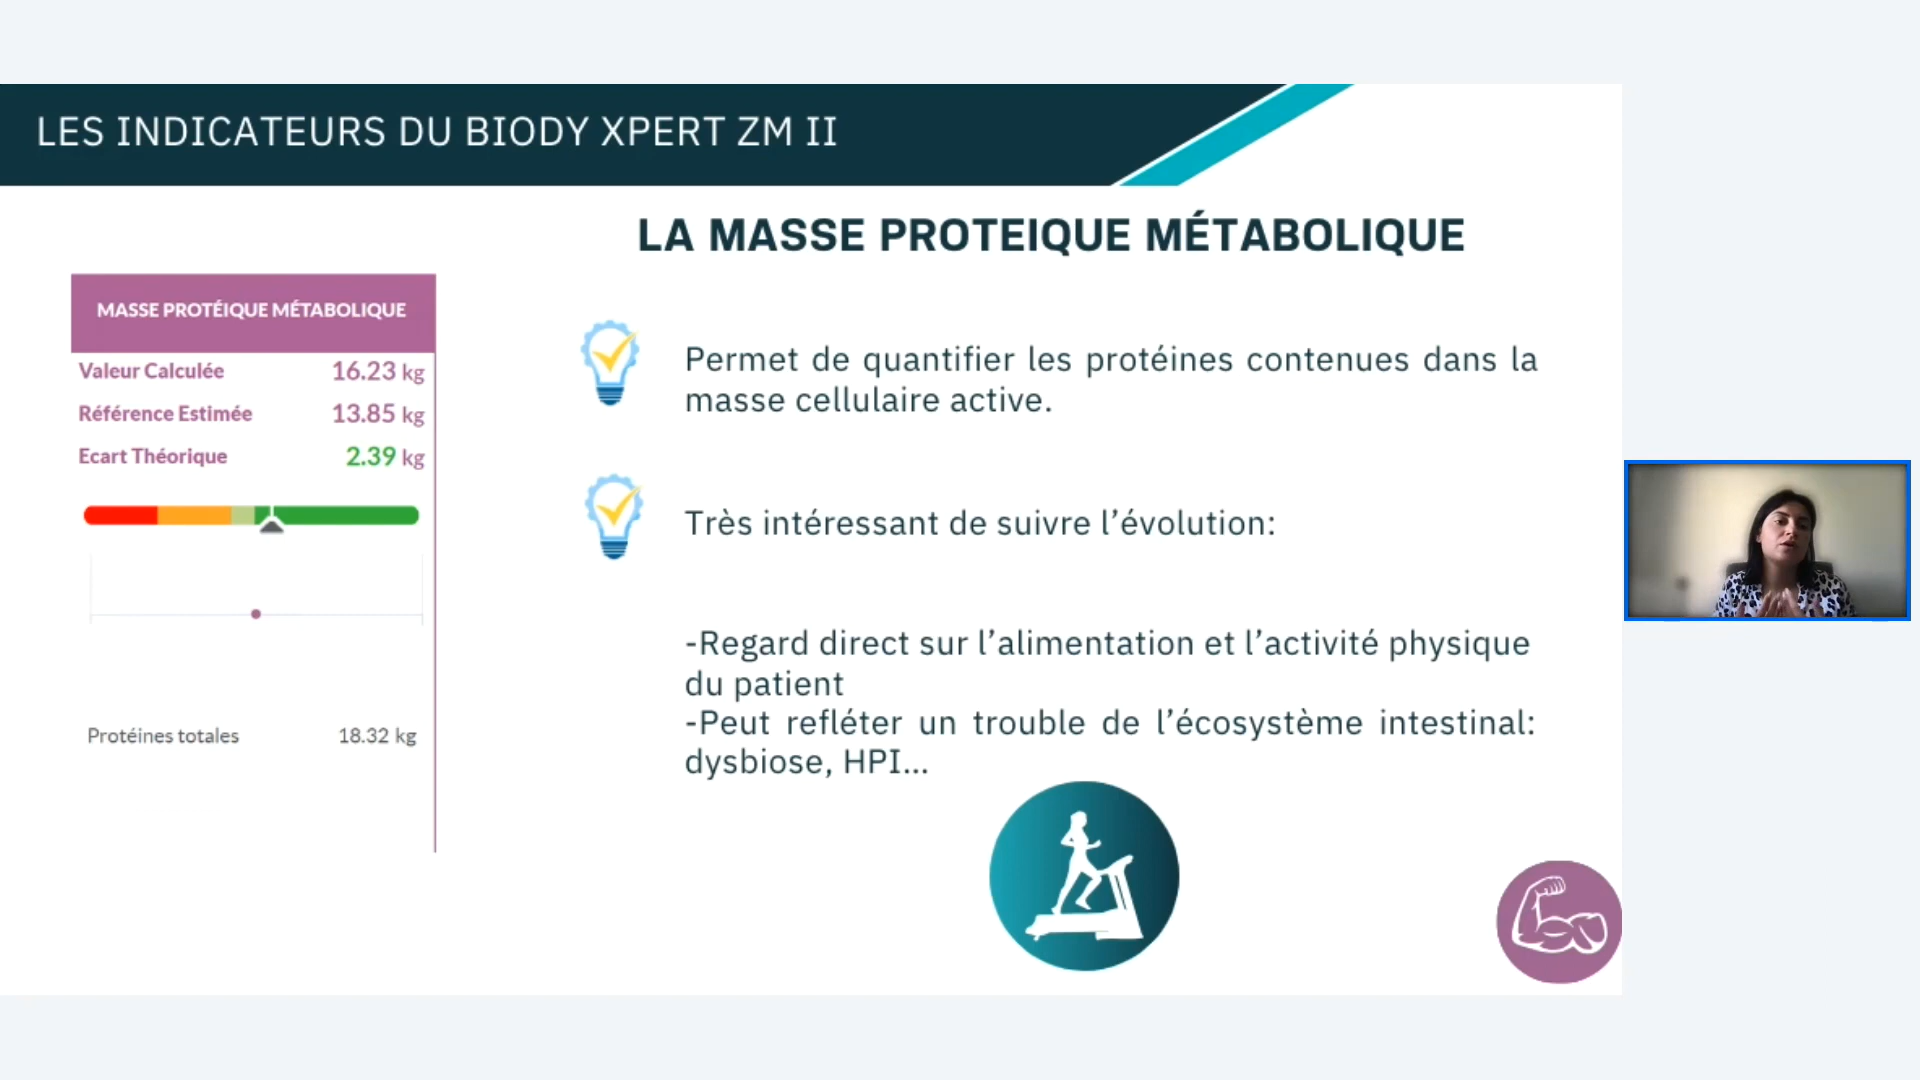 LES INDICATEURS DU BIODY XPERT ZM II
LA MASSE PROTEIQUE MÉTABOLIQUE
MASSE PROTÉIQUE MÉTABOLIQUE
Valeur Calculée 16.23 kg
Référence Estimée 13.85 kg
Ecart Théorique 2.39 kg
Protéines totales 18.32 kg
Permet de quantifier les protéines contenues dans la
masse cellulaire active.
Très intéressant de suivre l’évolution:
-Regard direct sur l’alimentation et l’activité physique
du patient
-Peut refléter un trouble de l’écosystème intestinal:
dysbiose, HPI...